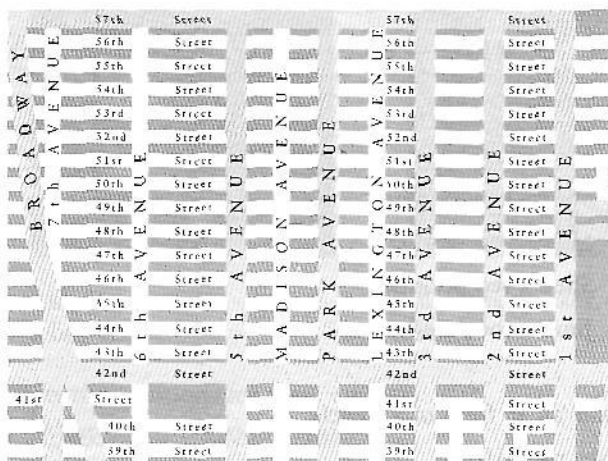 57th Street 57th Street
56th Street 56th Street
55th Street 55th Street
54th Street 54th Street
53rd Street 53rd Street
52nd Street 52nd Street
51st Street 51st Street
50th Street 50th Street
49th Street 49th Street
48th Street 48th Street
47th Street 47th Street
46th Street 46th Street
45th Street 45th Street
44th Street 44th Street
43th Street 43th Street
42nd Street 42nd Street
41st Street 41st Street
40th Street 40th Street
39th Street 39th Street
BROADWAY
7th AVENUE
6th AVENUE
5th AVENUE
MADISON AVENUE
PARK AVENUE
LEXINGTON AVENUE
3rd AVENUE
2nd AVENUE
1st AVENUE